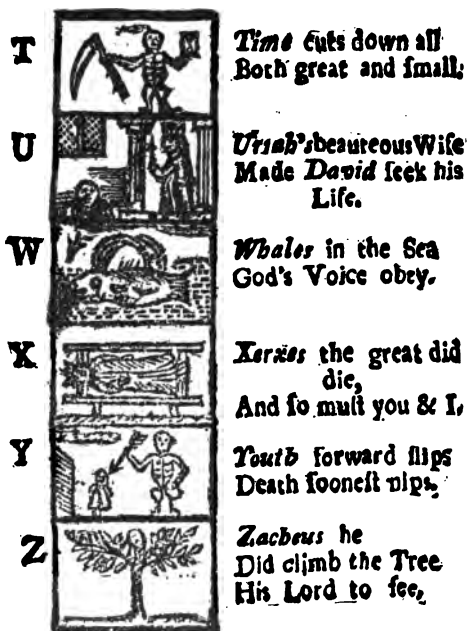 T
Time cuts down all
Both great and ſmall.
U
Uriah's beauteous Wife
Made David ſeek his
Life.
W
Whales in the Sea
God's Voice obey.
X
Xerxes the great did
die,
And ſo muſt you & I,
Y
Youth forward ſlips
Death ſooneſt nips.
Z
Zacheus he
Did climb the Tree
His Lord to ſee,